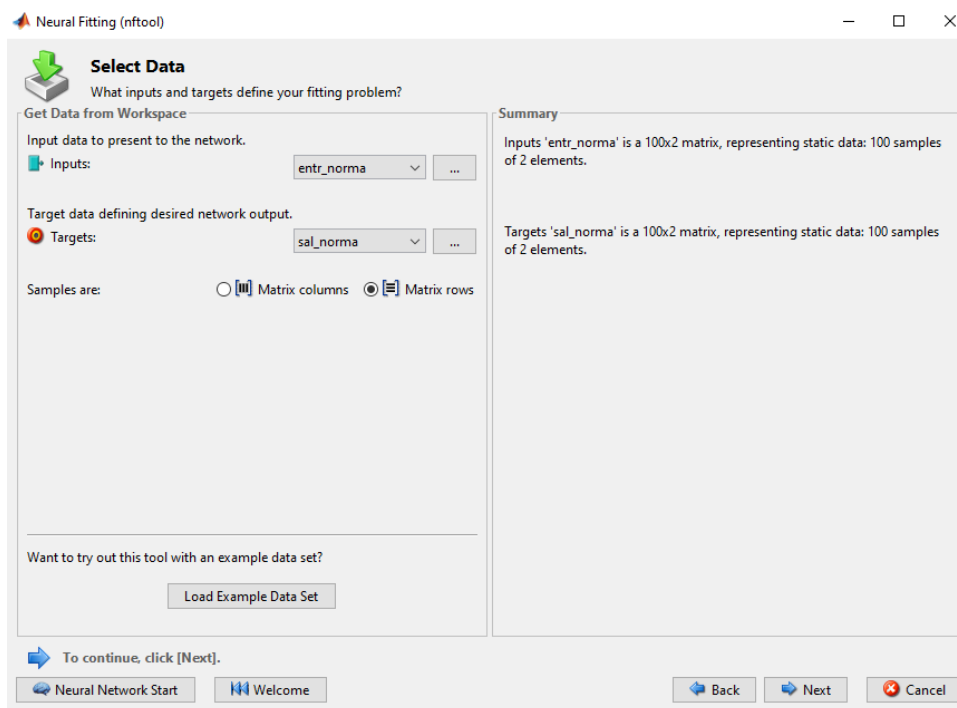 Neural Fitting (nftool)
Select Data
What inputs and targets define your fitting problem?
Get Data from Workspace
Input data to present to the network.
Inputs:
entr_norma
...
Target data defining desired network output.
Targets:
sal_norma
...
Samples are:
Matrix columns
Matrix rows
Want to try out this tool with an example data set?
Load Example Data Set
Summary
Inputs 'entr_norma' is a 100x2 matrix, representing static data: 100 samples
of 2 elements.
Targets 'sal_norma' is a 100x2 matrix, representing static data: 100 samples
of 2 elements.
To continue, click [Next].
Neural Network Start
Welcome
Back
Next
Cancel